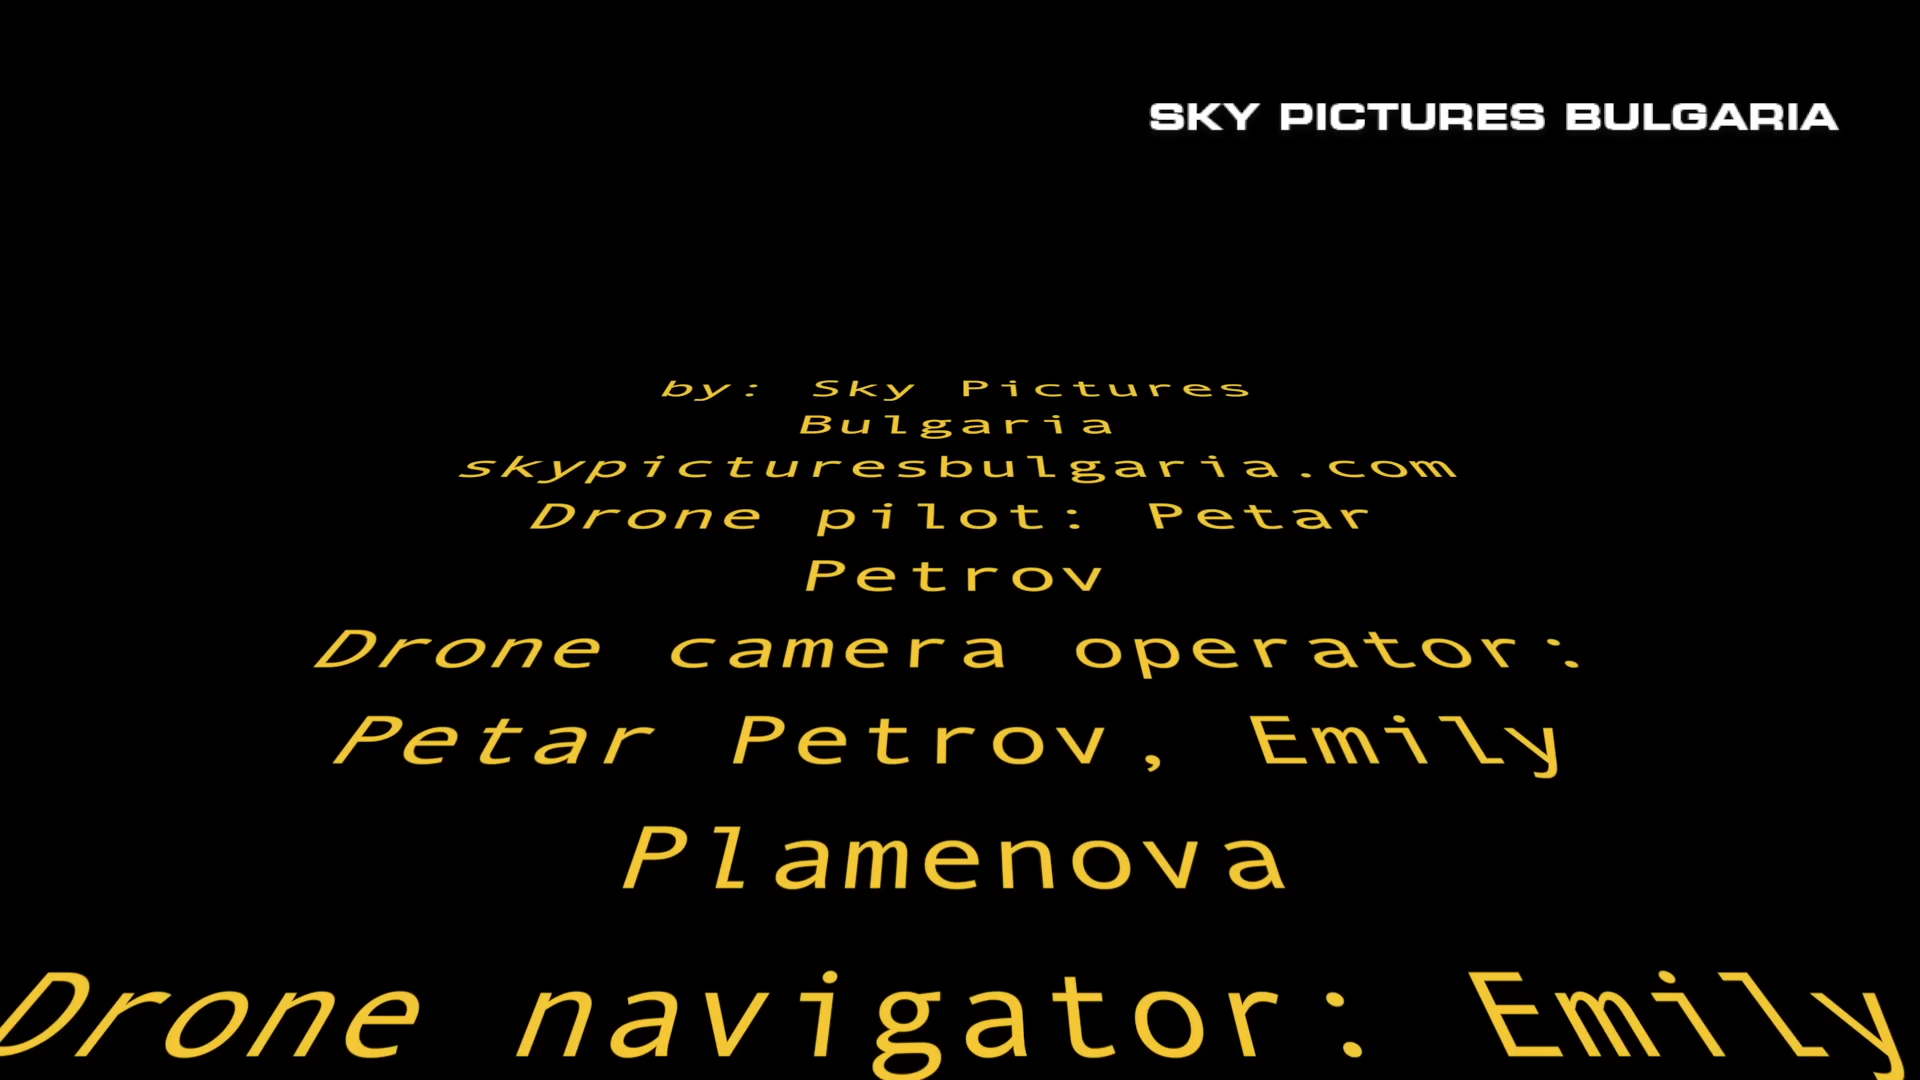 SKY PICTURES BULGARIA
by: Sky Pictures
Bulgaria
skypicturesbulgaria.com
Drone pilot: Petar
Petrov
Drone camera operator:
Petar Petrov, Emily
Plamenova
Drone navigator: Emily